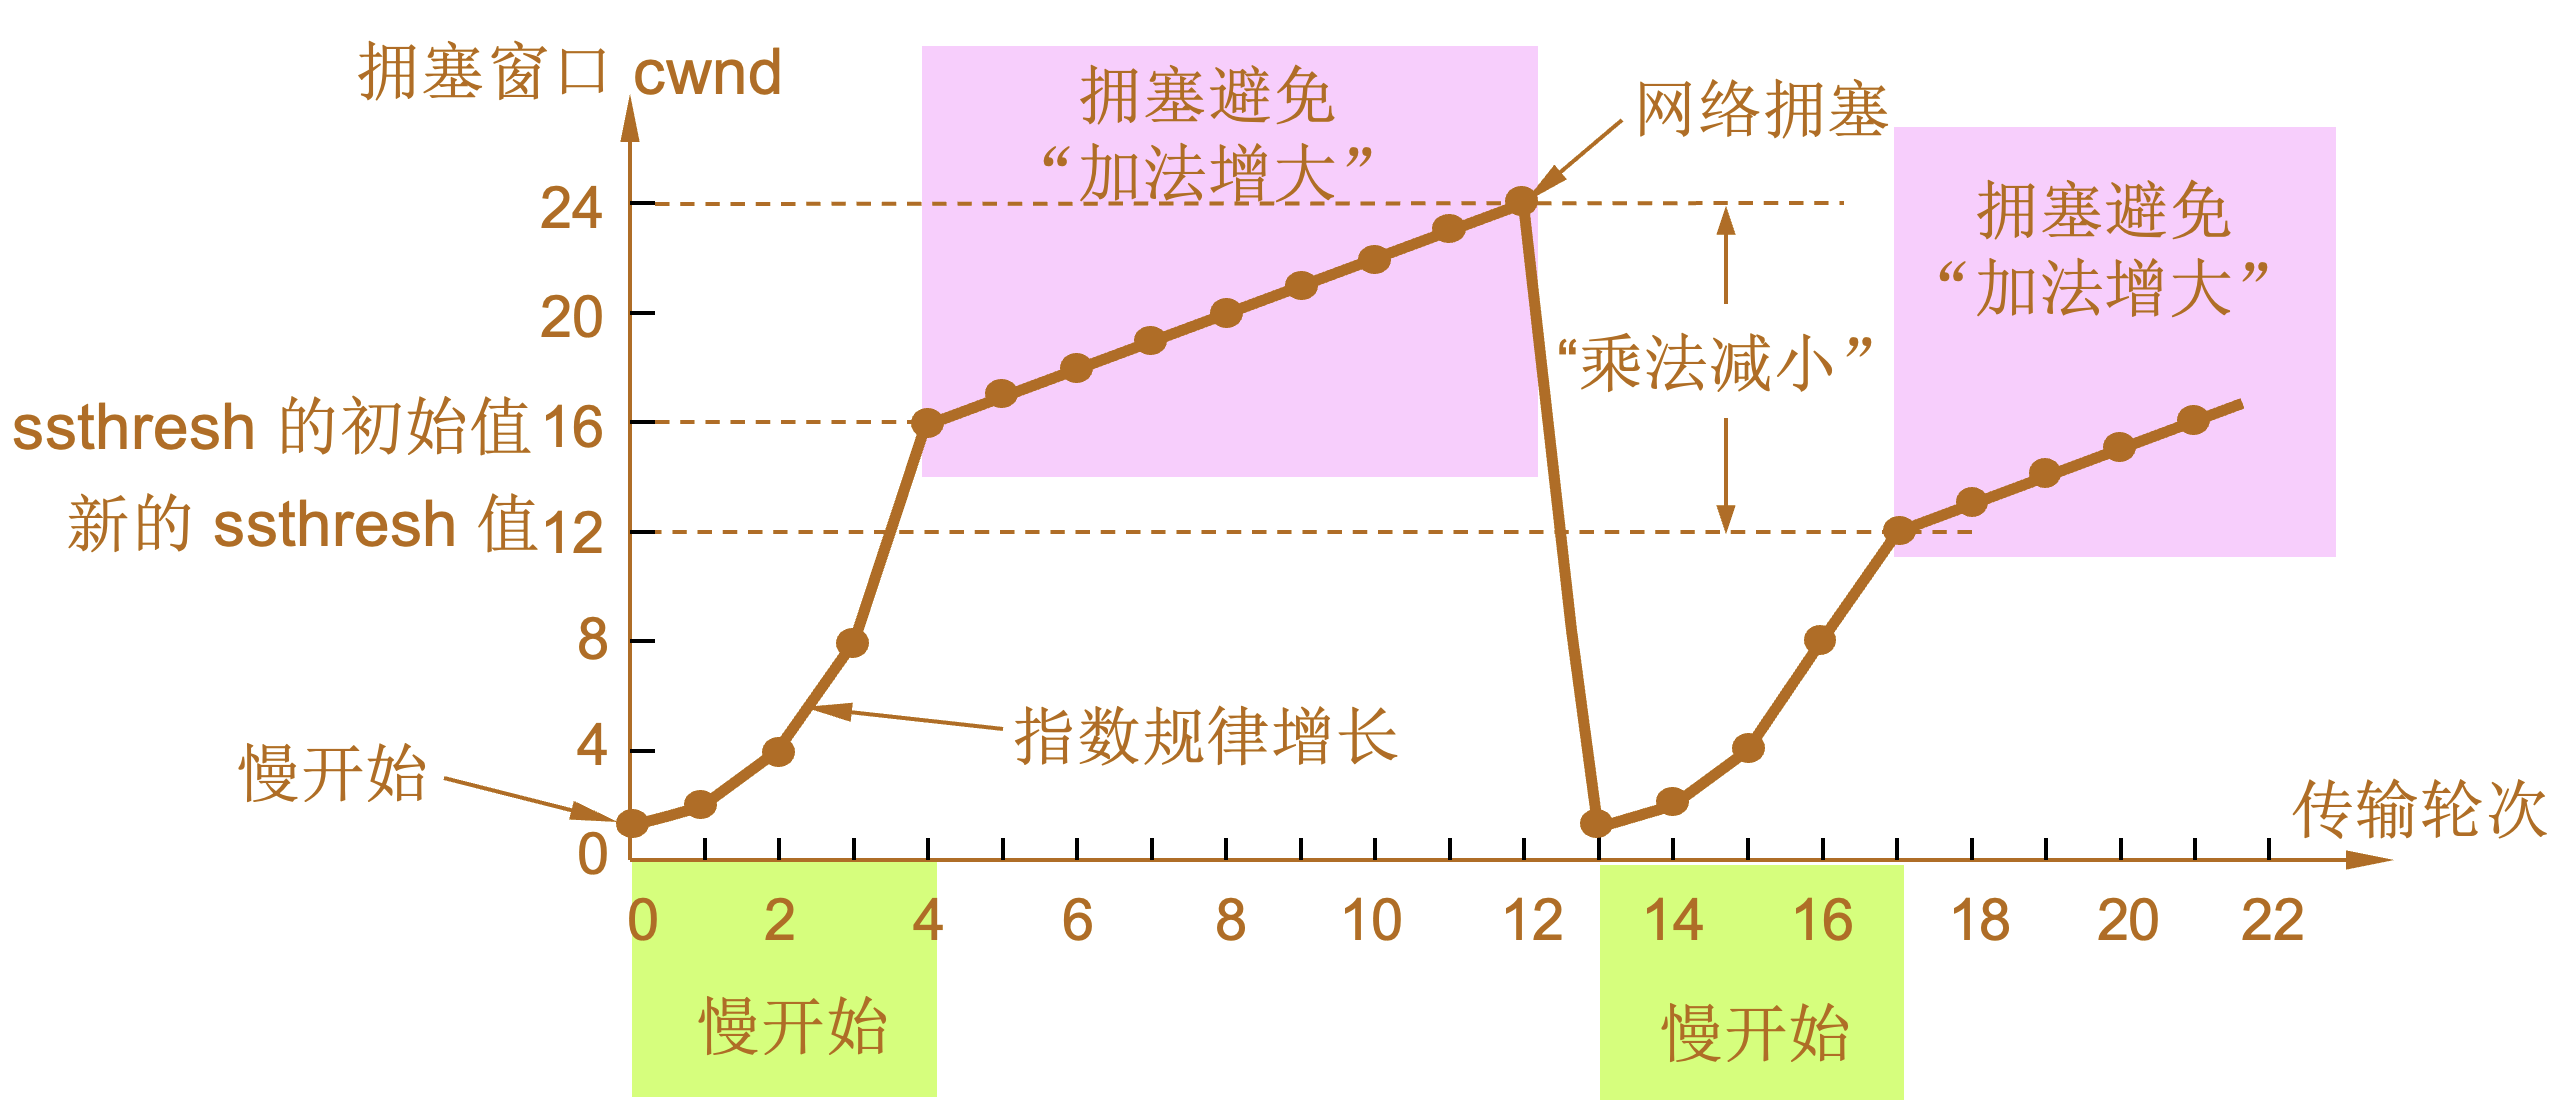 拥塞窗口 cwnd
拥塞避免
“加法增大”
网络拥塞
拥塞避免
“加法增大”
24
20
“乘法减小”
ssthresh 的初始值 16
新的 ssthresh 值 12
8
4
指数规律增长
慢开始
0
传输轮次
0 2 4 6 8 10 12 14 16 18 20 22
慢开始
慢开始